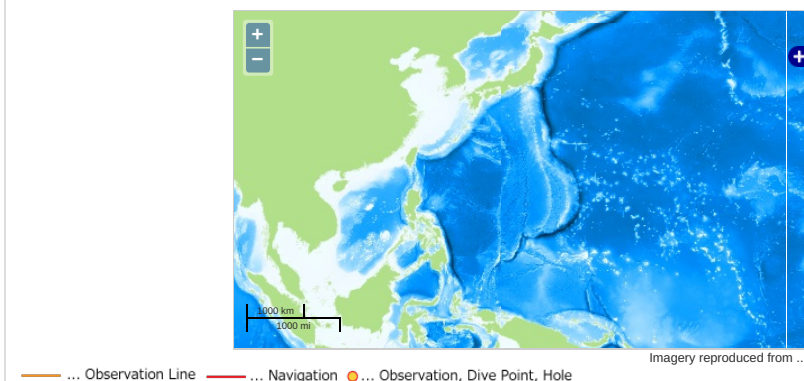 +
−
+
1000 km
1000 mi
Imagery reproduced from ...
... Observation Line ... Navigation ... Observation, Dive Point, Hole